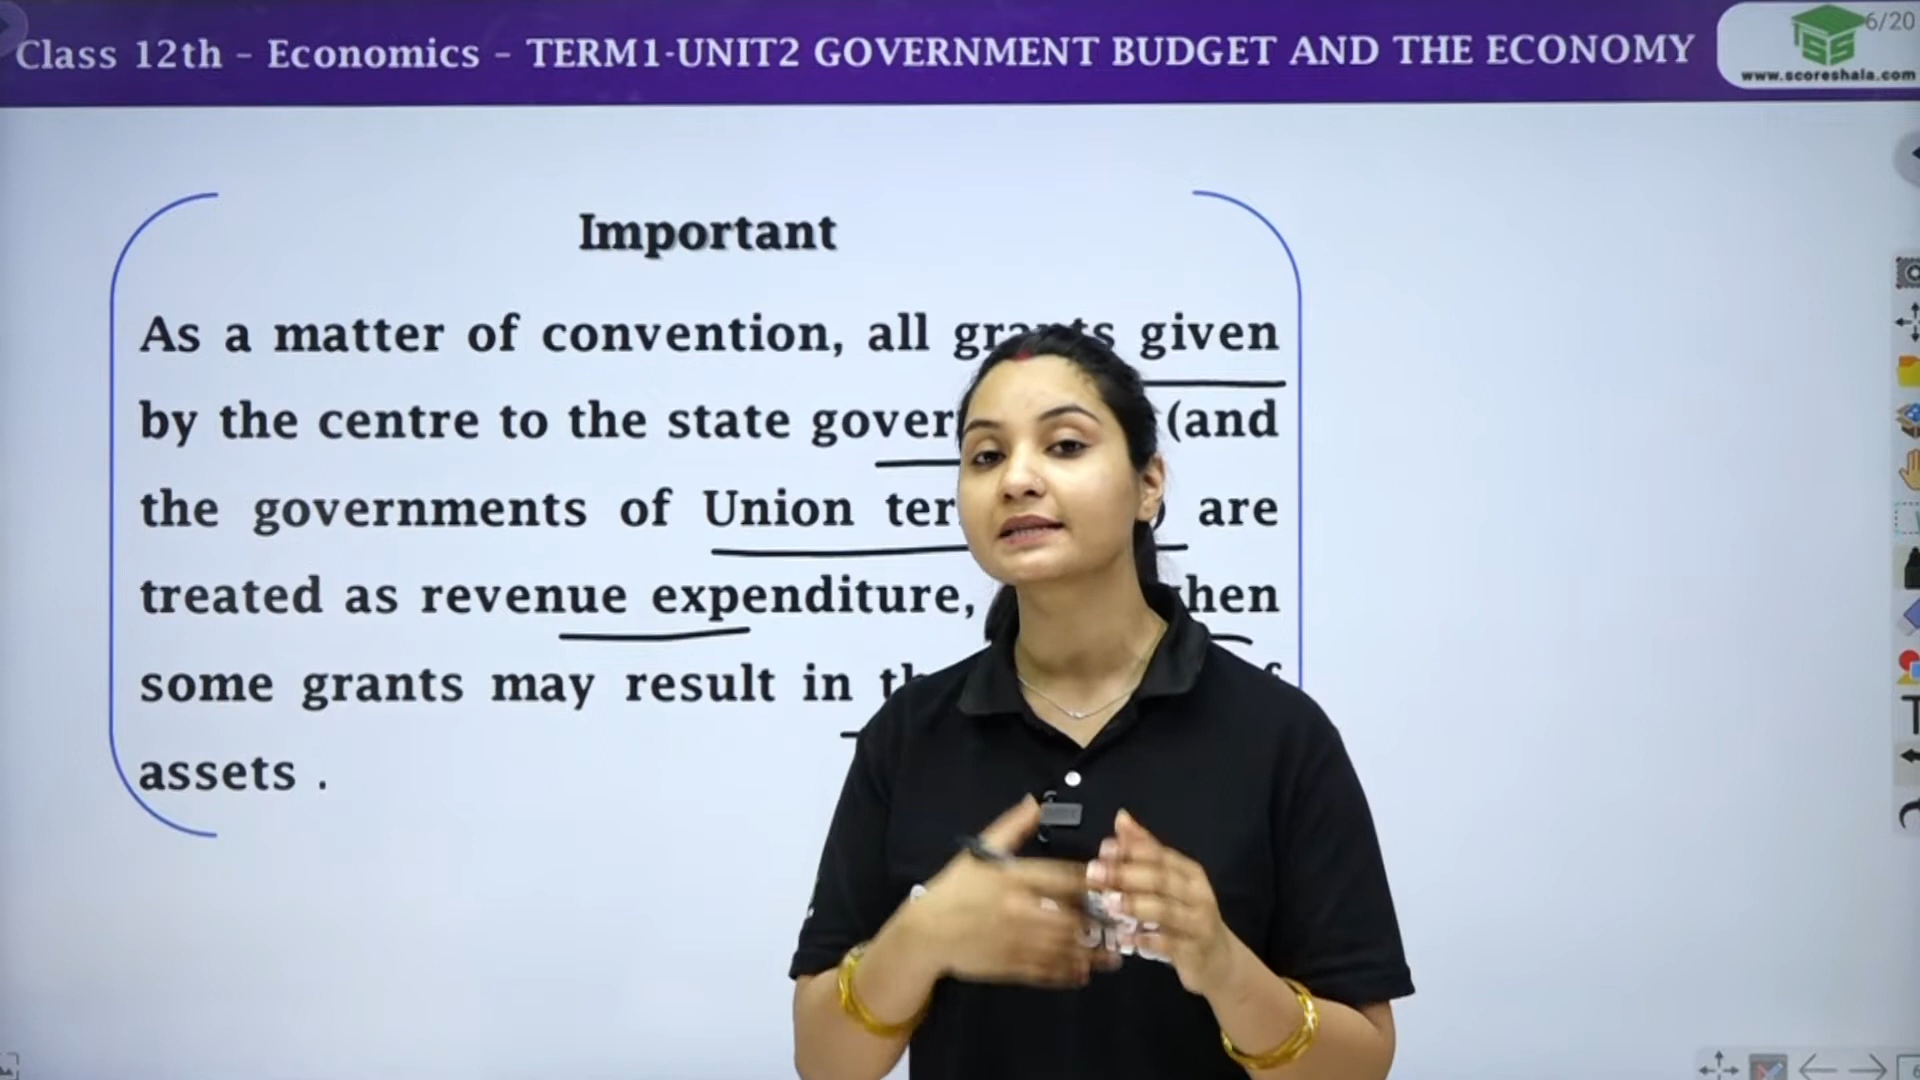 Class 12th – Economics – TERM1-UNIT2 GOVERNMENT BUDGET AND THE ECONOMY
6/20
www.scoreshala.com
Important
As a matter of convention, all grants given
by the centre to the state (and
the governments of Union are
treated as revenue expenditure,
some grants may result in
assets .